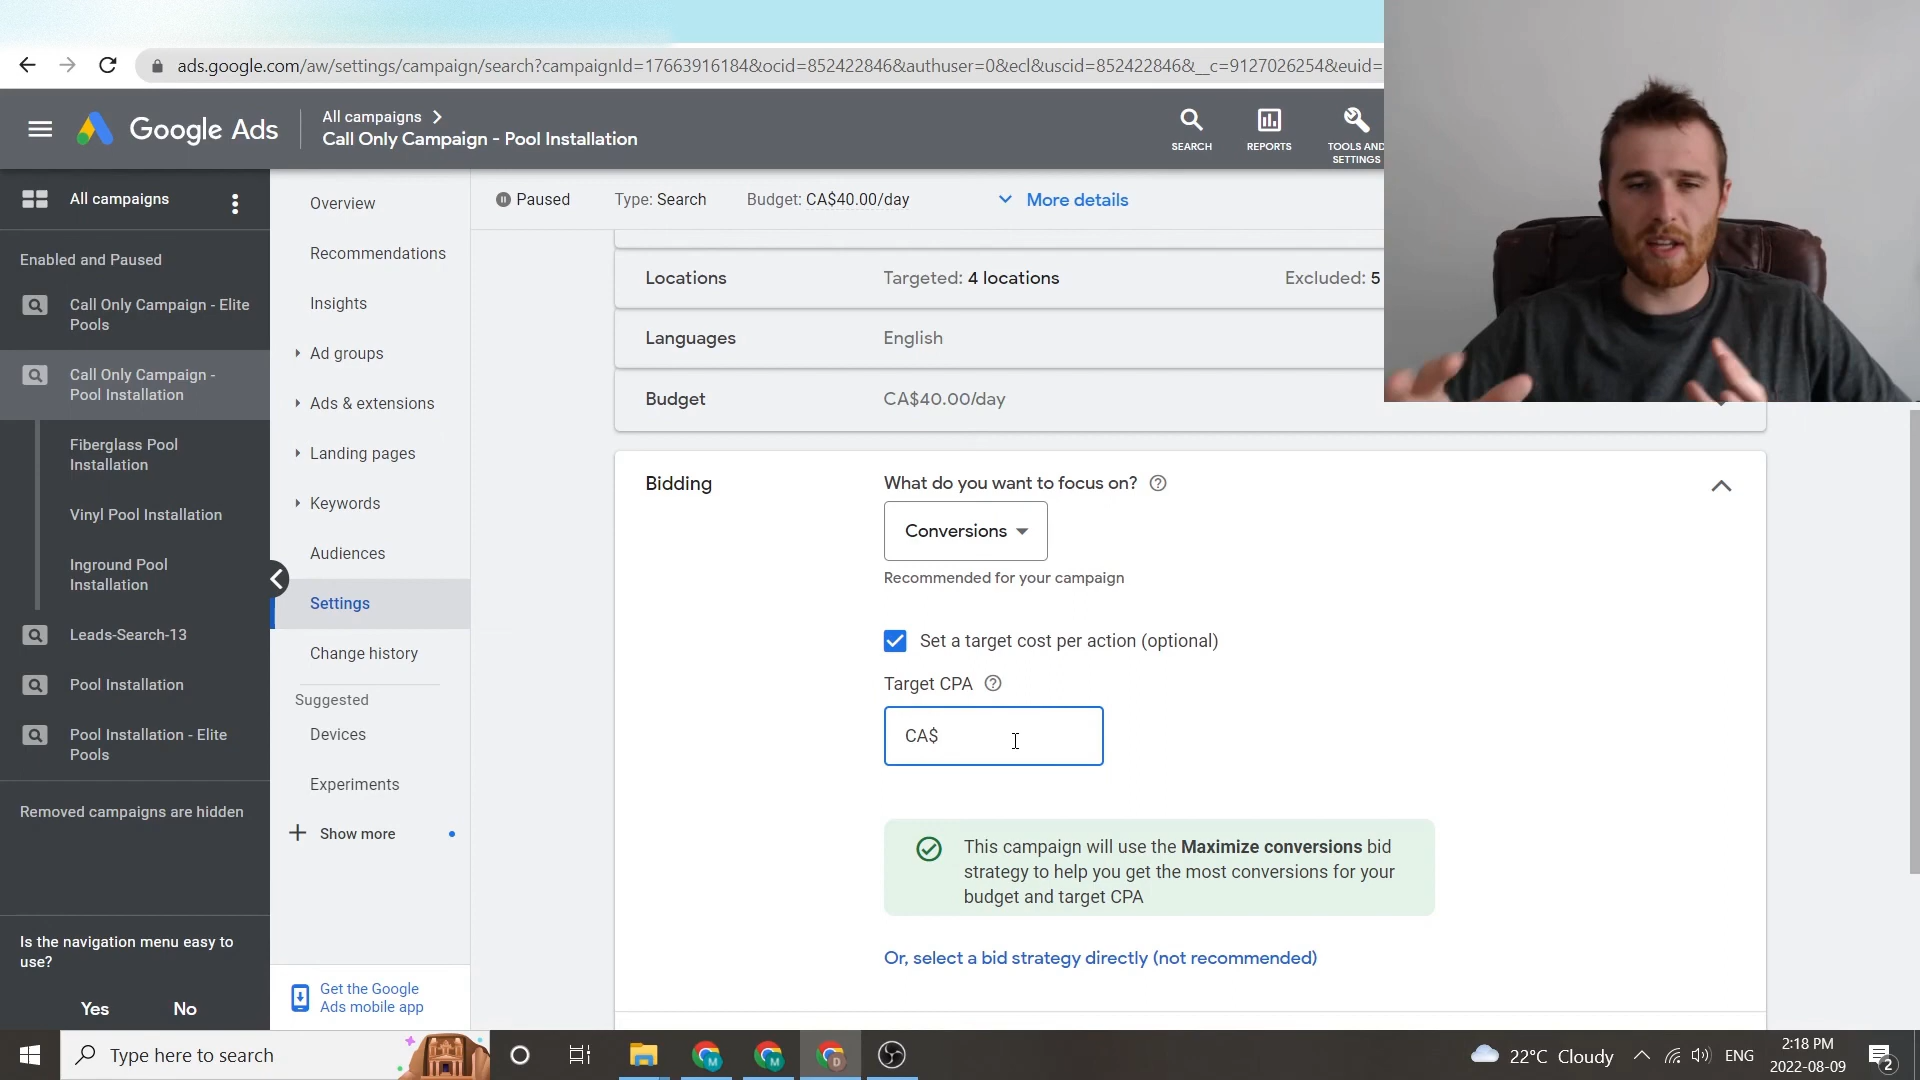 ads.google.com/aw/settings/campaign/search?campaignId=17663916184&ocid=852422846&authuser=0&ecl&uscid=852422846&__c=9127026254&euid=
Google Ads
All campaigns
Call Only Campaign - Pool Installation
SEARCH
REPORTS
TOOLS AND
SETTINGS
All campaigns
Enabled and Paused
Call Only Campaign - Elite
Pools
Call Only Campaign -
Pool Installation
Fiberglass Pool
Installation
Vinyl Pool Installation
Inground Pool
Installation
Leads-Search-13
Pool Installation
Pool Installation - Elite
Pools
Removed campaigns are hidden
Is the navigation menu easy to
use?
Yes
No
Overview
Recommendations
Insights
Ad groups
Ads & extensions
Landing pages
Keywords
Audiences
Settings
Change history
Suggested
Devices
Experiments
Show more
Get the Google
Ads mobile app
Paused
Type: Search
Budget: CA$40.00/day
More details
Locations
Targeted: 4 locations
Excluded: 5
Languages
English
Budget
CA$40.00/day
Bidding
What do you want to focus on?
Conversions
Recommended for your campaign
Set a target cost per action (optional)
Target CPA
CA$
This campaign will use the Maximize conversions bid
strategy to help you get the most conversions for your
budget and target CPA
Or, select a bid strategy directly (not recommended)
Type here to search
M
M
D
22°C Cloudy
ENG
2:18 PM
2022-08-09
2